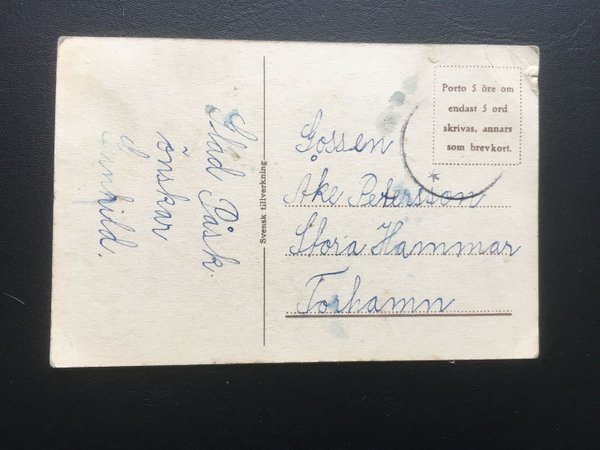 Glad Påsk.
önskar
Gunhild.
Svensk tillverkning
Porto 5 öre om
endast 5 ord
skrivas, annars
som brevkort.
Gossen
Åke Petersson
Stora Hammar
Torhamn